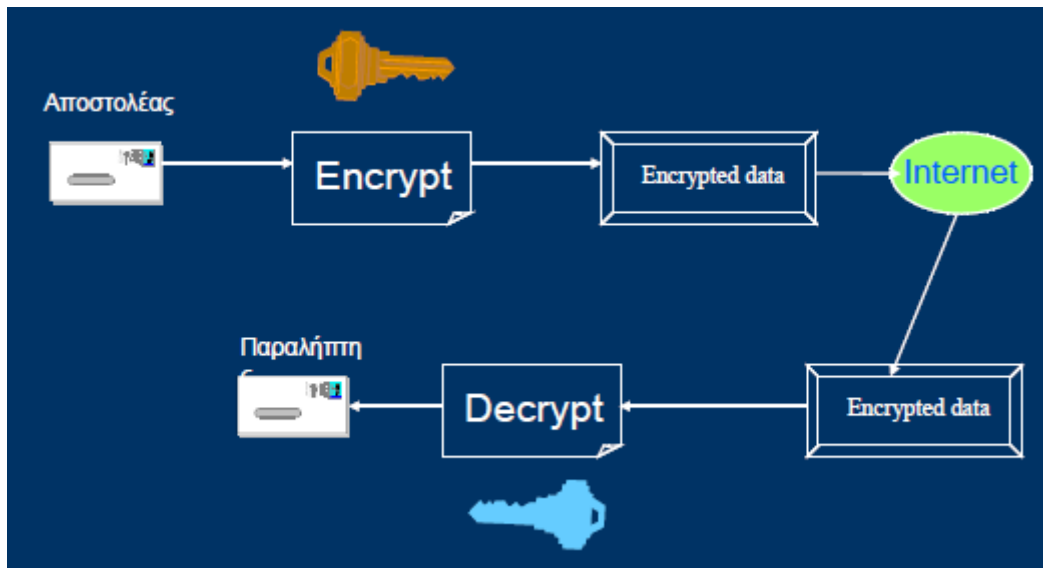 Αποστολέας
Encrypt
Encrypted data
Internet
Παραλήπτη
Encrypted data
Decrypt